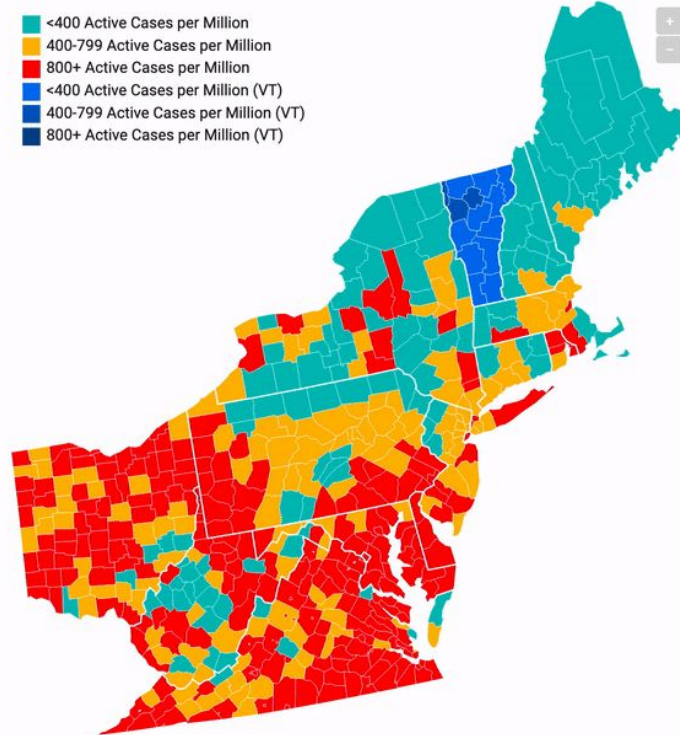 <400 Active Cases per Million
400-799 Active Cases per Million
800+ Active Cases per Million
<400 Active Cases per Million (VT)
400-799 Active Cases per Million (VT)
800+ Active Cases per Million (VT)
+
−